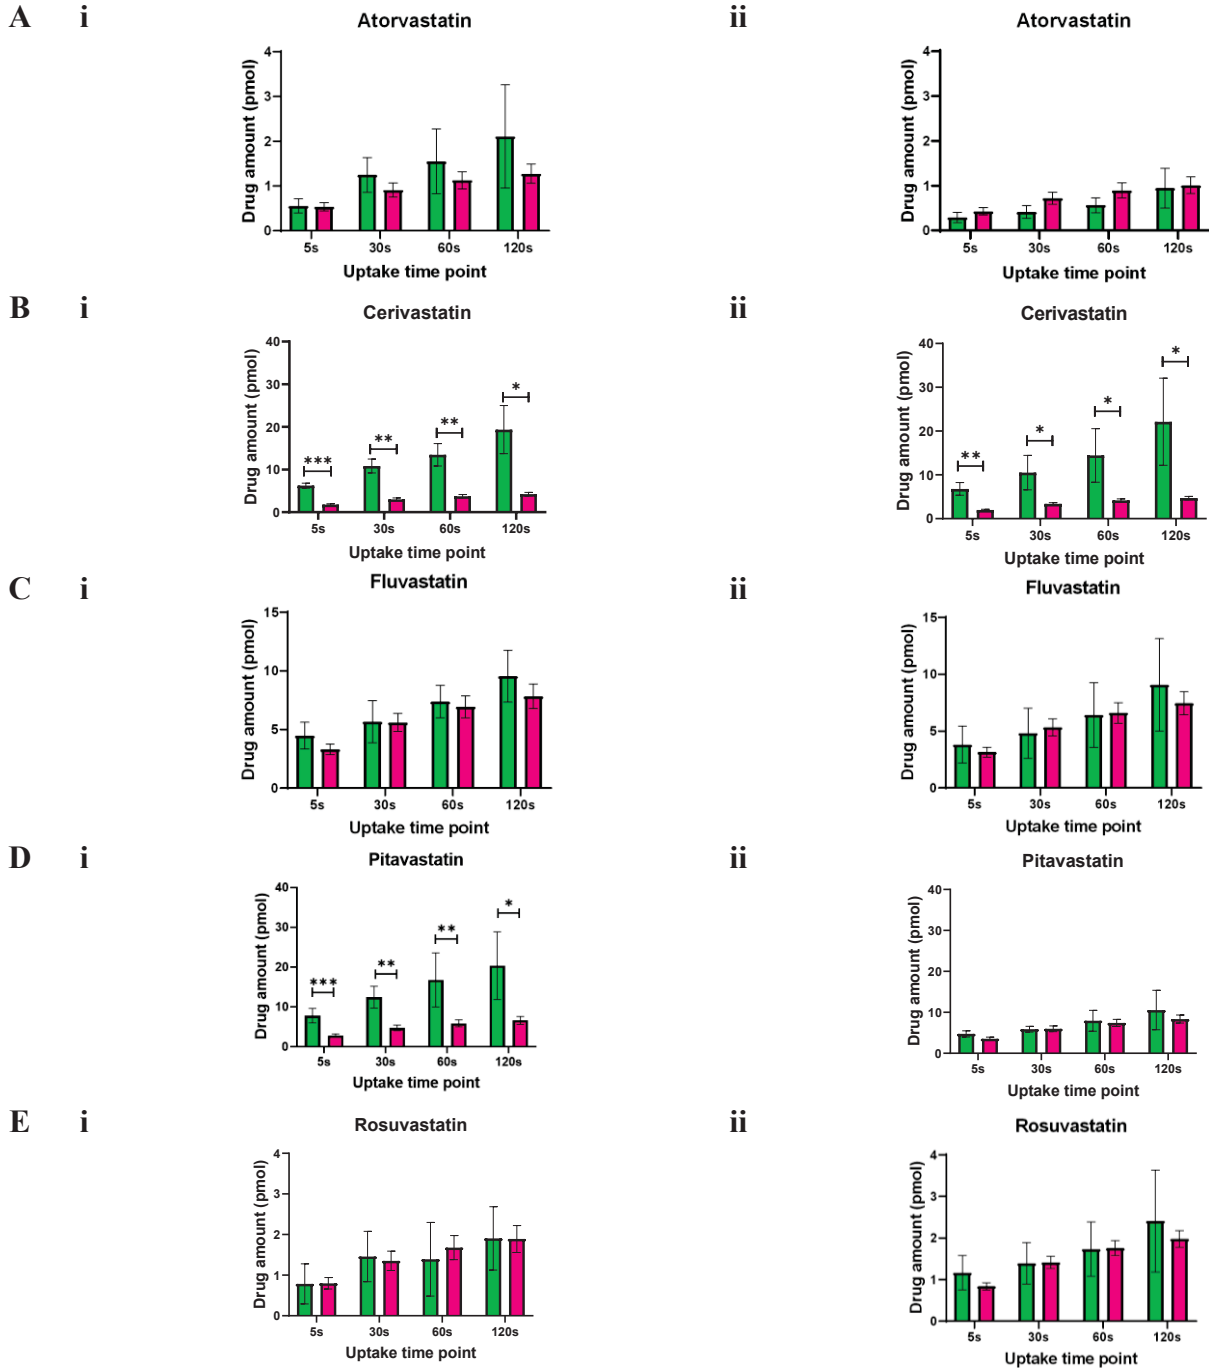 A i Atorvastatin
4
3
2
1
0
Drug amount (pmol)
5s 30s 60s 120s
Uptake time point
ii Atorvastatin
4
3
2
1
0
Drug amount (pmol)
5s 30s 60s 120s
Uptake time point
B i Cerivastatin
40
30
20
10
0
Drug amount (pmol)
*** ** ** *
5s 30s 60s 120s
Uptake time point
ii Cerivastatin
40
30
20
10
0
Drug amount (pmol)
** * * *
5s 30s 60s 120s
Uptake time point
C i Fluvastatin
15
10
5
0
Drug amount (pmol)
5s 30s 60s 120s
Uptake time point
ii Fluvastatin
15
10
5
0
Drug amount (pmol)
5s 30s 60s 120s
Uptake time point
D i Pitavastatin
40
30
20
10
0
Drug amount (pmol)
*** ** ** *
5s 30s 60s 120s
Uptake time point
ii Pitavastatin
40
30
20
10
0
Drug amount (pmol)
5s 30s 60s 120s
Uptake time point
E i Rosuvastatin
4
3
2
1
0
Drug amount (pmol)
5s 30s 60s 120s
Uptake time point
ii Rosuvastatin
4
3
2
1
0
Drug amount (pmol)
5s 30s 60s 120s
Uptake time point